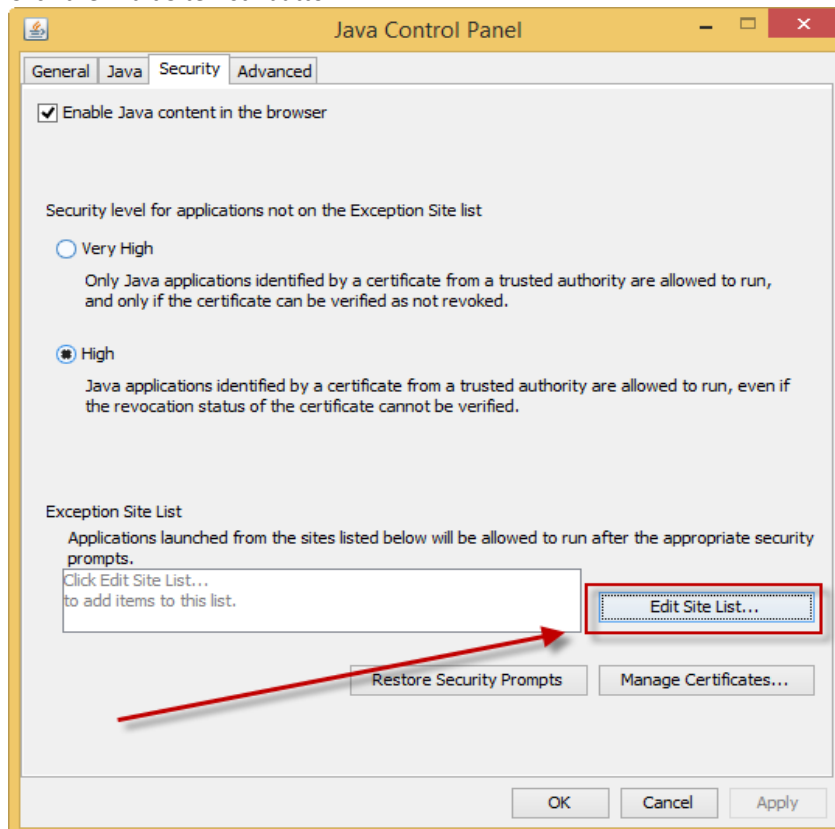 Java Control Panel
General Java Security Advanced
Enable Java content in the browser
Security level for applications not on the Exception Site list
Very High
Only Java applications identified by a certificate from a trusted authority are allowed to run,
and only if the certificate can be verified as not revoked.
High
Java applications identified by a certificate from a trusted authority are allowed to run, even if
the revocation status of the certificate cannot be verified.
Exception Site List
Applications launched from the sites listed below will be allowed to run after the appropriate security
prompts.
Click Edit Site List...
to add items to this list.
Edit Site List...
Restore Security Prompts Manage Certificates...
OK Cancel Apply